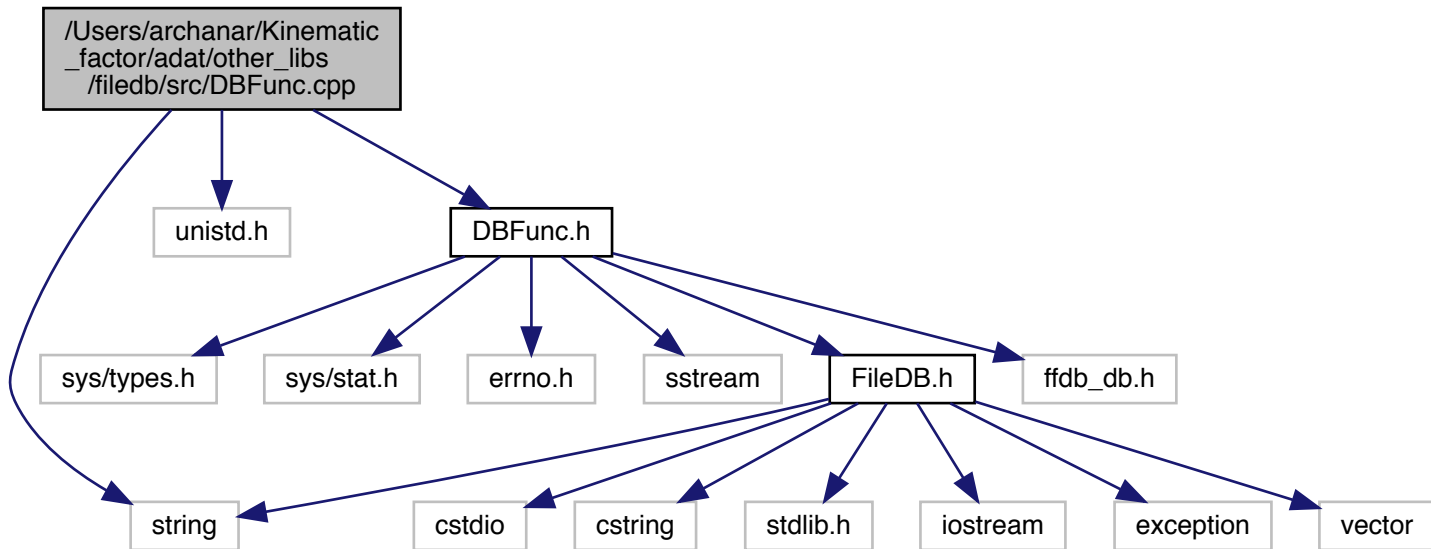 /Users/archanar/Kinematic
_factor/adat/other_libs
/filedb/src/DBFunc.cpp
unistd.h
DBFunc.h
sys/types.h
sys/stat.h
errno.h
sstream
FileDB.h
ffdb_db.h
string
cstdio
cstring
stdlib.h
iostream
exception
vector